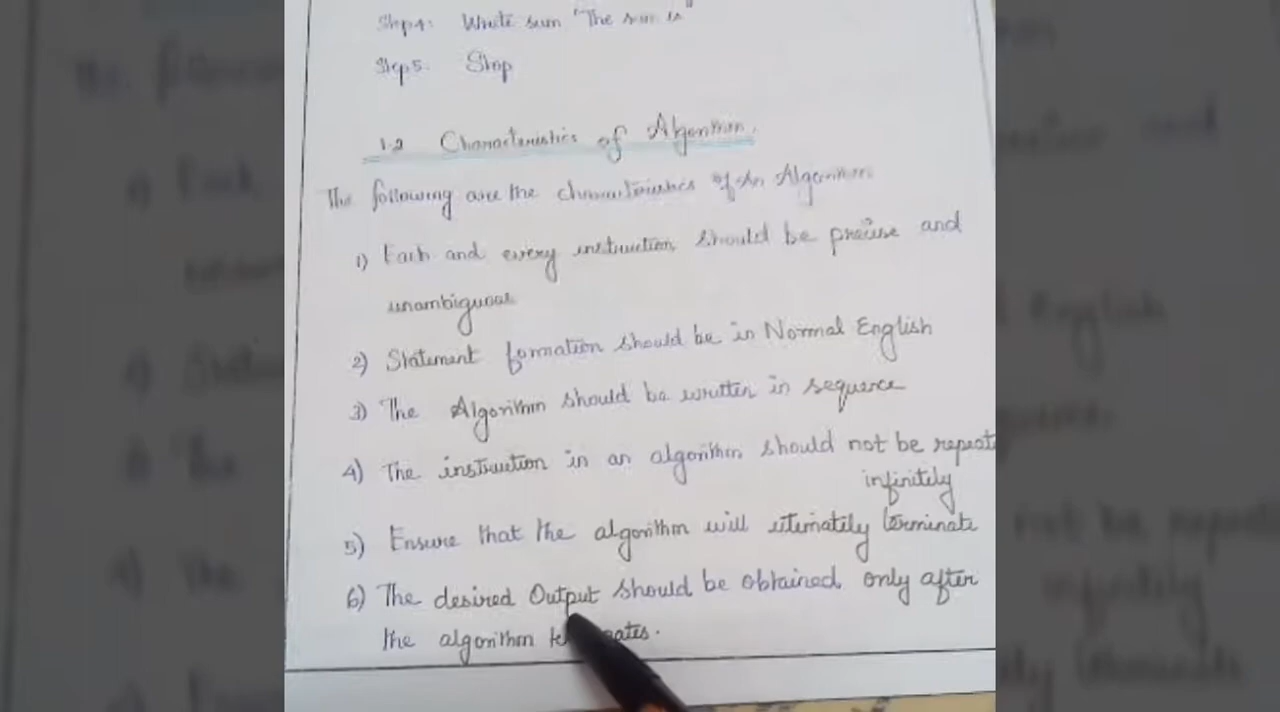 Step4: Write sum "The sum is"
Step5. Stop
1.2 Characteristics of Algorithm.
The following are the characteristics of An Algorithm
1) Each and every instruction should be precise and
unambiguous
2) Statement formation should be in Normal English
3) The Algorithm should be written in sequence
4) The instruction in an algorithm should not be repeat
infinitely
5) Ensure that the algorithm will utimately terminate
6) The desired Output should be obtained only after
the algorithm